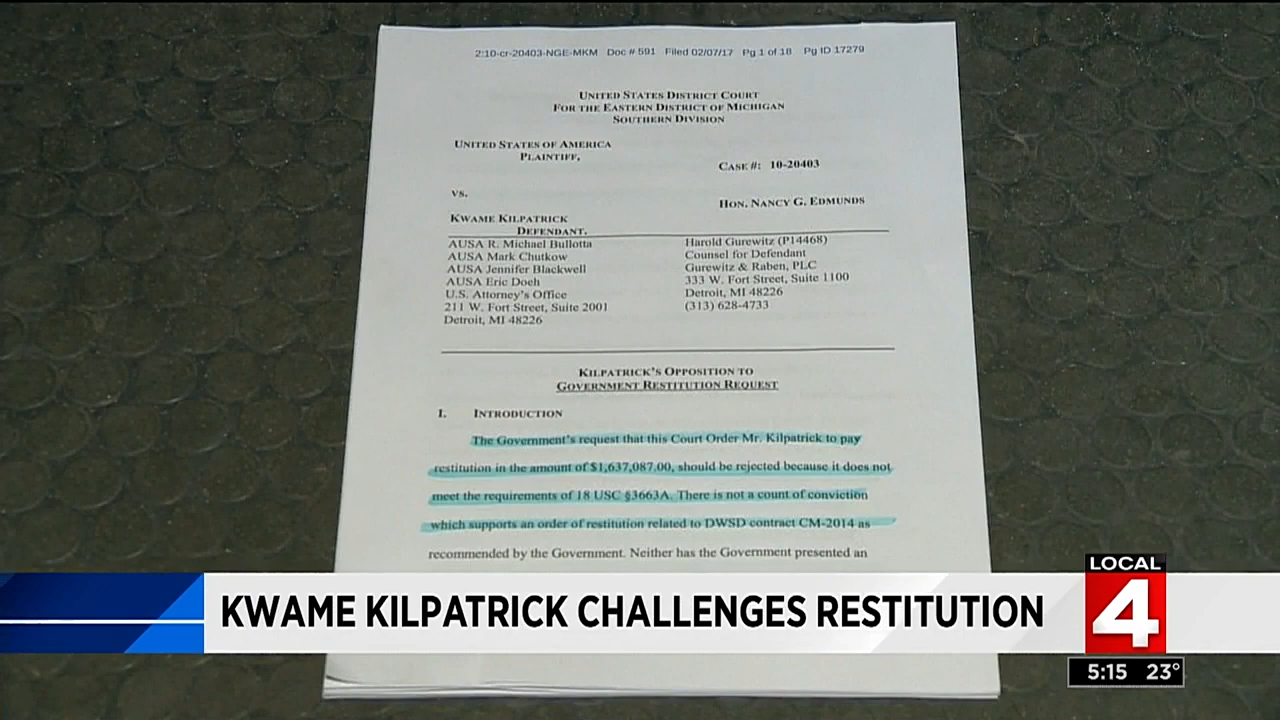 2:10-cr-20403-NGE-MKM Doc # 591 Filed 02/07/17 Pg 1 of 18 Pg ID 17279
UNITED STATES DISTRICT COURT
FOR THE EASTERN DISTRICT OF MICHIGAN
SOUTHERN DIVISION
UNITED STATES OF AMERICA
PLAINTIFF,
CASE #: 10-20403
VS.
HON. NANCY G. EDMUNDS
KWAME KILPATRICK
DEFENDANT.
AUSA R. Michael Bullotta
AUSA Mark Chutkow
AUSA Jennifer Blackwell
AUSA Eric Doeh
U.S. Attorney's Office
211 W. Fort Street, Suite 2001
Detroit, MI 48226
Harold Gurewitz (P14468)
Counsel for Defendant
Gurewitz & Raben, PLC
333 W. Fort Street, Suite 1100
Detroit, MI 48226
(313) 628-4733
KILPATRICK'S OPPOSITION TO
GOVERNMENT RESTITUTION REQUEST
I. INTRODUCTION
The Government's request that this Court Order Mr. Kilpatrick to pay
restitution in the amount of $1,637,087.00, should be rejected because it does not
meet the requirements of 18 USC §3663A. There is not a count of conviction
which supports an order of restitution related to DWSD contract CM-2014 as
recommended by the Government. Neither has the Government presented an
KWAME KILPATRICK CHALLENGES RESTITUTION
LOCAL
4
5:15 23°